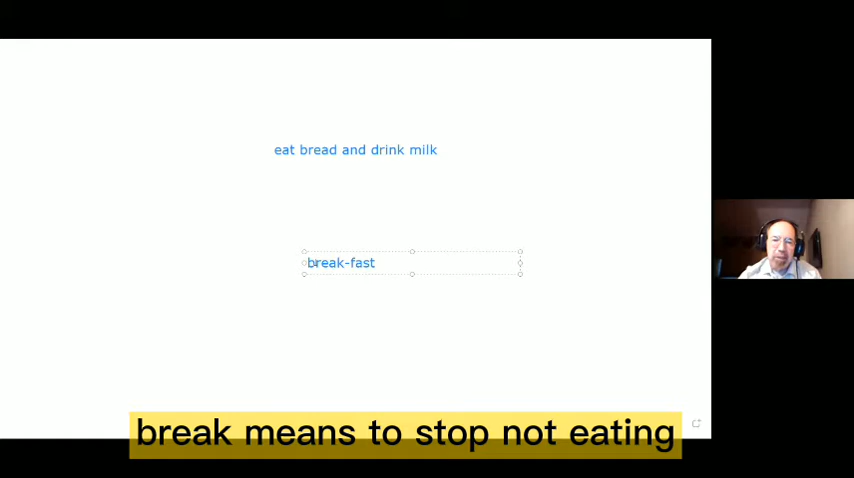 eat bread and drink milk
break-fast
break means to stop not eating